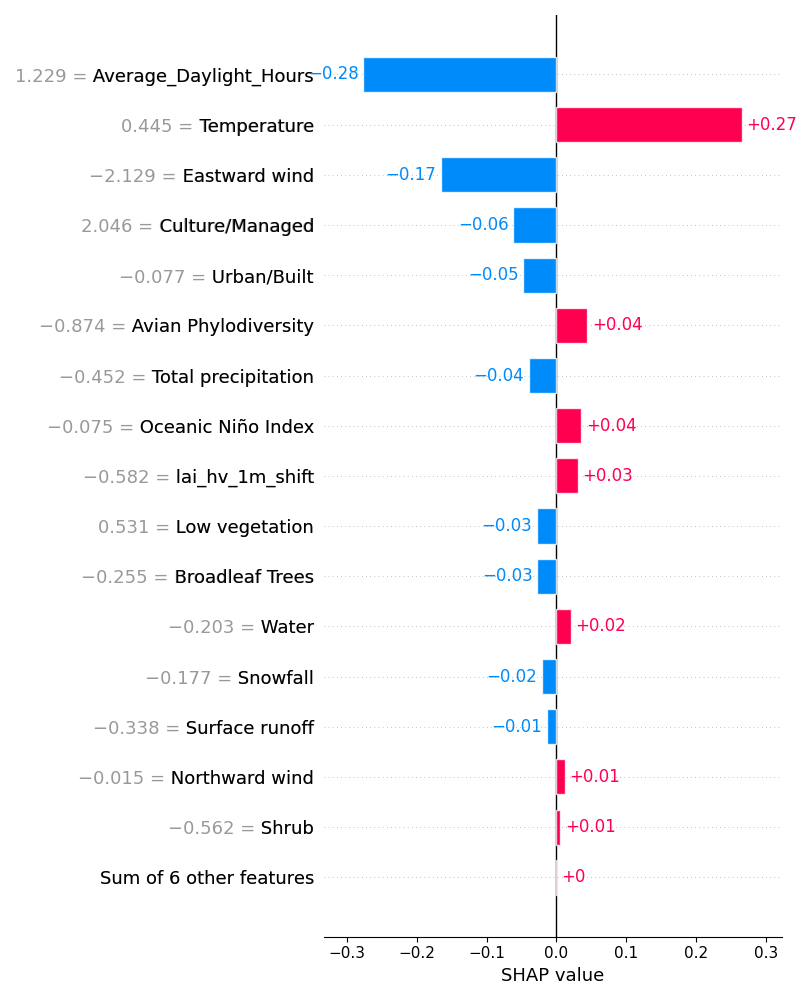 1.229 = Average_Daylight_Hours −0.28
0.445 = Temperature +0.27
−2.129 = Eastward wind −0.17
2.046 = Culture/Managed −0.06
−0.077 = Urban/Built −0.05
−0.874 = Avian Phylodiversity +0.04
−0.452 = Total precipitation −0.04
−0.075 = Oceanic Niño Index +0.04
−0.582 = lai_hv_1m_shift +0.03
0.531 = Low vegetation −0.03
−0.255 = Broadleaf Trees −0.03
−0.203 = Water +0.02
−0.177 = Snowfall −0.02
−0.338 = Surface runoff −0.01
−0.015 = Northward wind +0.01
−0.562 = Shrub +0.01
Sum of 6 other features +0
−0.3 −0.2 −0.1 0.0 0.1 0.2 0.3
SHAP value